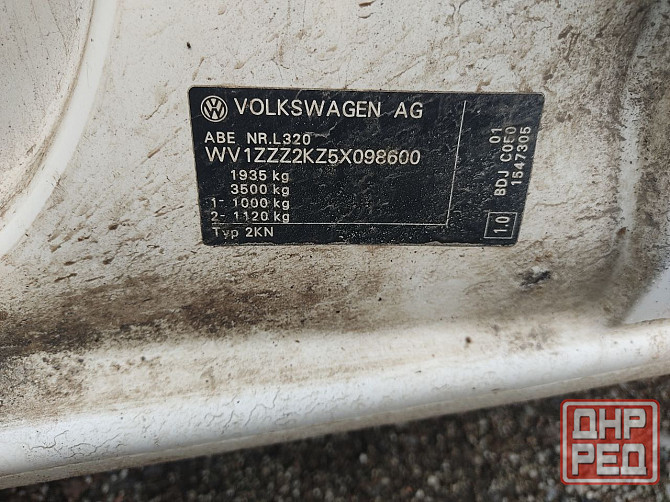 VOLKSWAGEN AG
ABE NR.L320
WV1ZZZ2KZ5X098600
1935 kg
3500 kg
1- 1000 kg
2- 1120 kg
Typ 2KN
01
BDJ C050
1547305
1.0
ДНР
РЕД